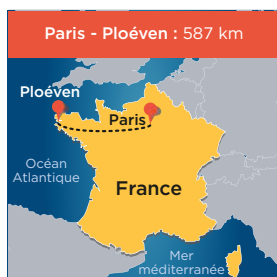 Paris - Ploéven : 587 km
Ploéven
Paris
Océan
Atlantique
France
Mer
méditerranée